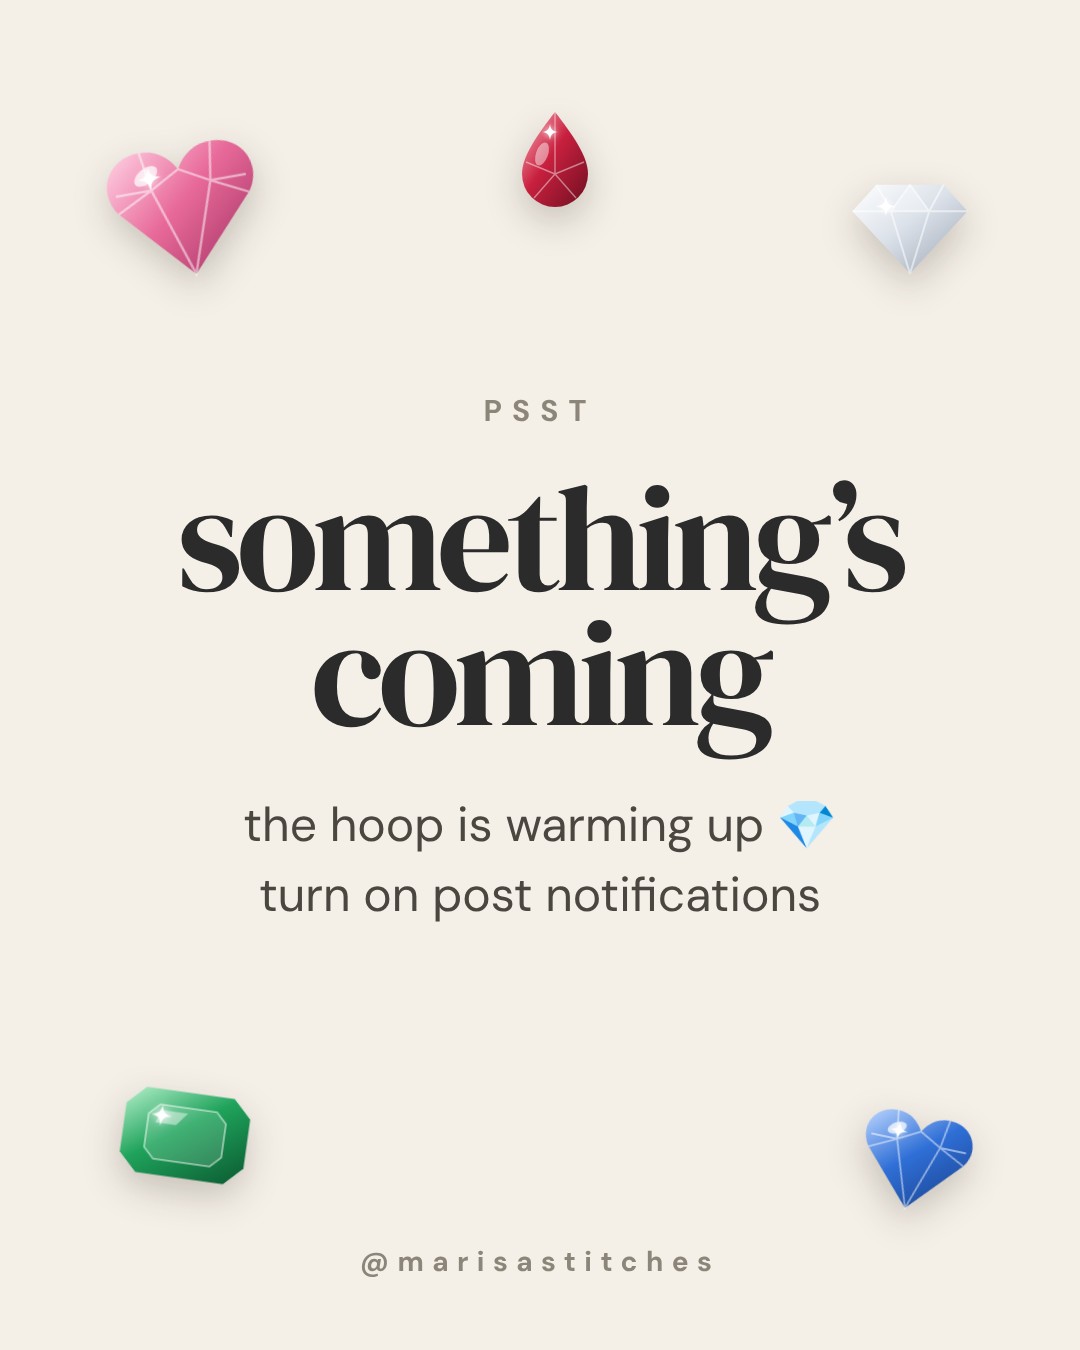 PSST
something’s
coming
the hoop is warming up 💎
turn on post notifications
@marisastitches